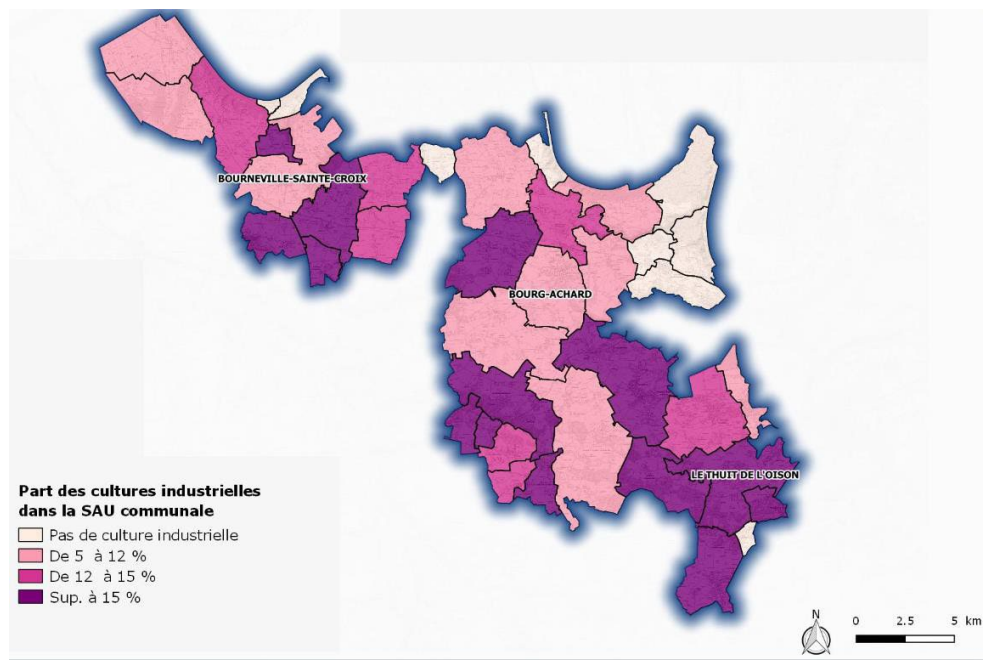 BOURNEVILLE-SAINTE-CROIX
BOURG-ACHARD
LE THUIT DE L'OISON
Part des cultures industrielles
dans la SAU communale
Pas de culture industrielle
De 5 à 12 %
De 12 à 15 %
Sup. à 15 %
N
0 2.5 5 km